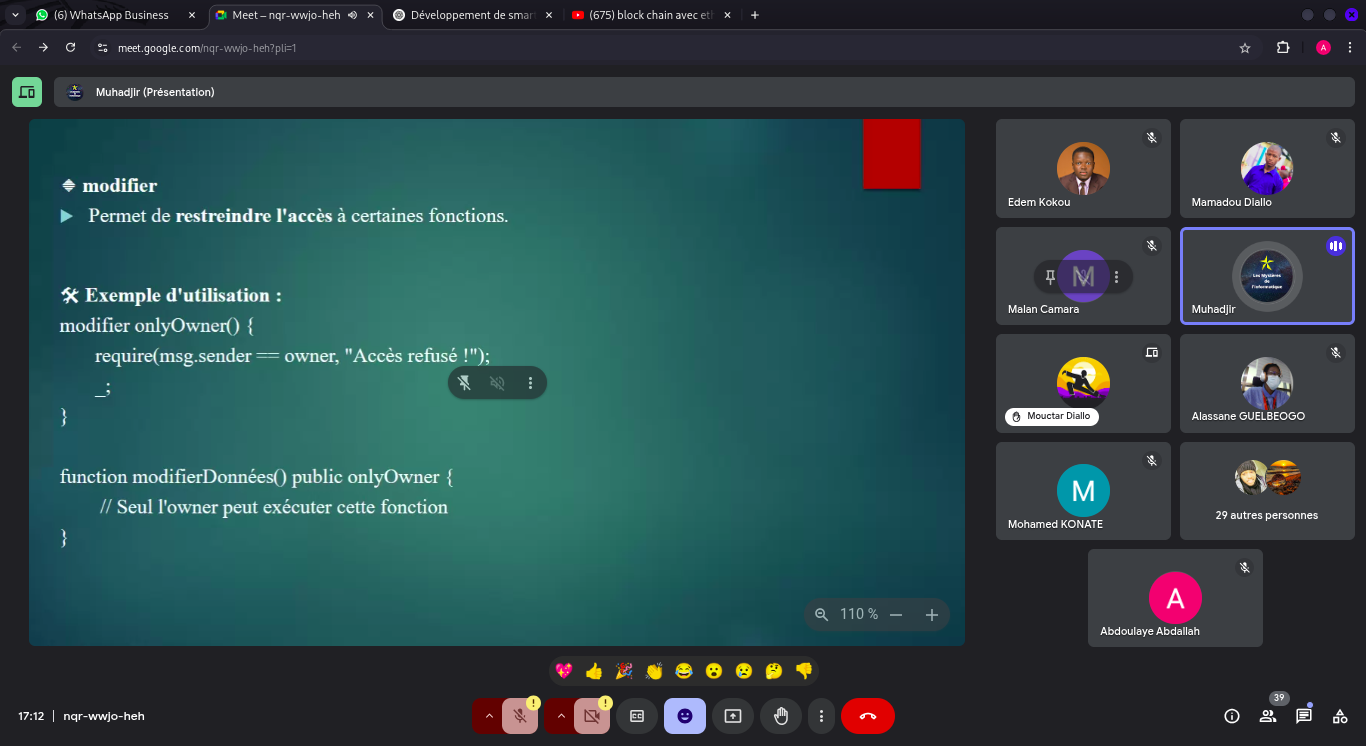 (6) WhatsApp Business
Meet – nqr-wwjo-heh
Développement de smar
(675) block chain avec eth
meet.google.com/nqr-wwjo-heh?pli=1
A
Muhadjir (Présentation)
modifier
Permet de restreindre l'accès à certaines fonctions.
Exemple d'utilisation :
modifier onlyOwner() {
require(msg.sender == owner, "Accès refusé !");
_;
}
function modifierDonnées() public onlyOwner {
// Seul l'owner peut exécuter cette fonction
}
110 %
Edem Kokou
Mamadou Diallo
M
Malan Camara
Les Mystères
de
l'informatique
Muhadjir
Mouctar Diallo
Alassane GUELBEOGO
M
Mohamed KONATE
29 autres personnes
A
Abdoulaye Abdallah
17:12
nqr-wwjo-heh
!
!
CC
39